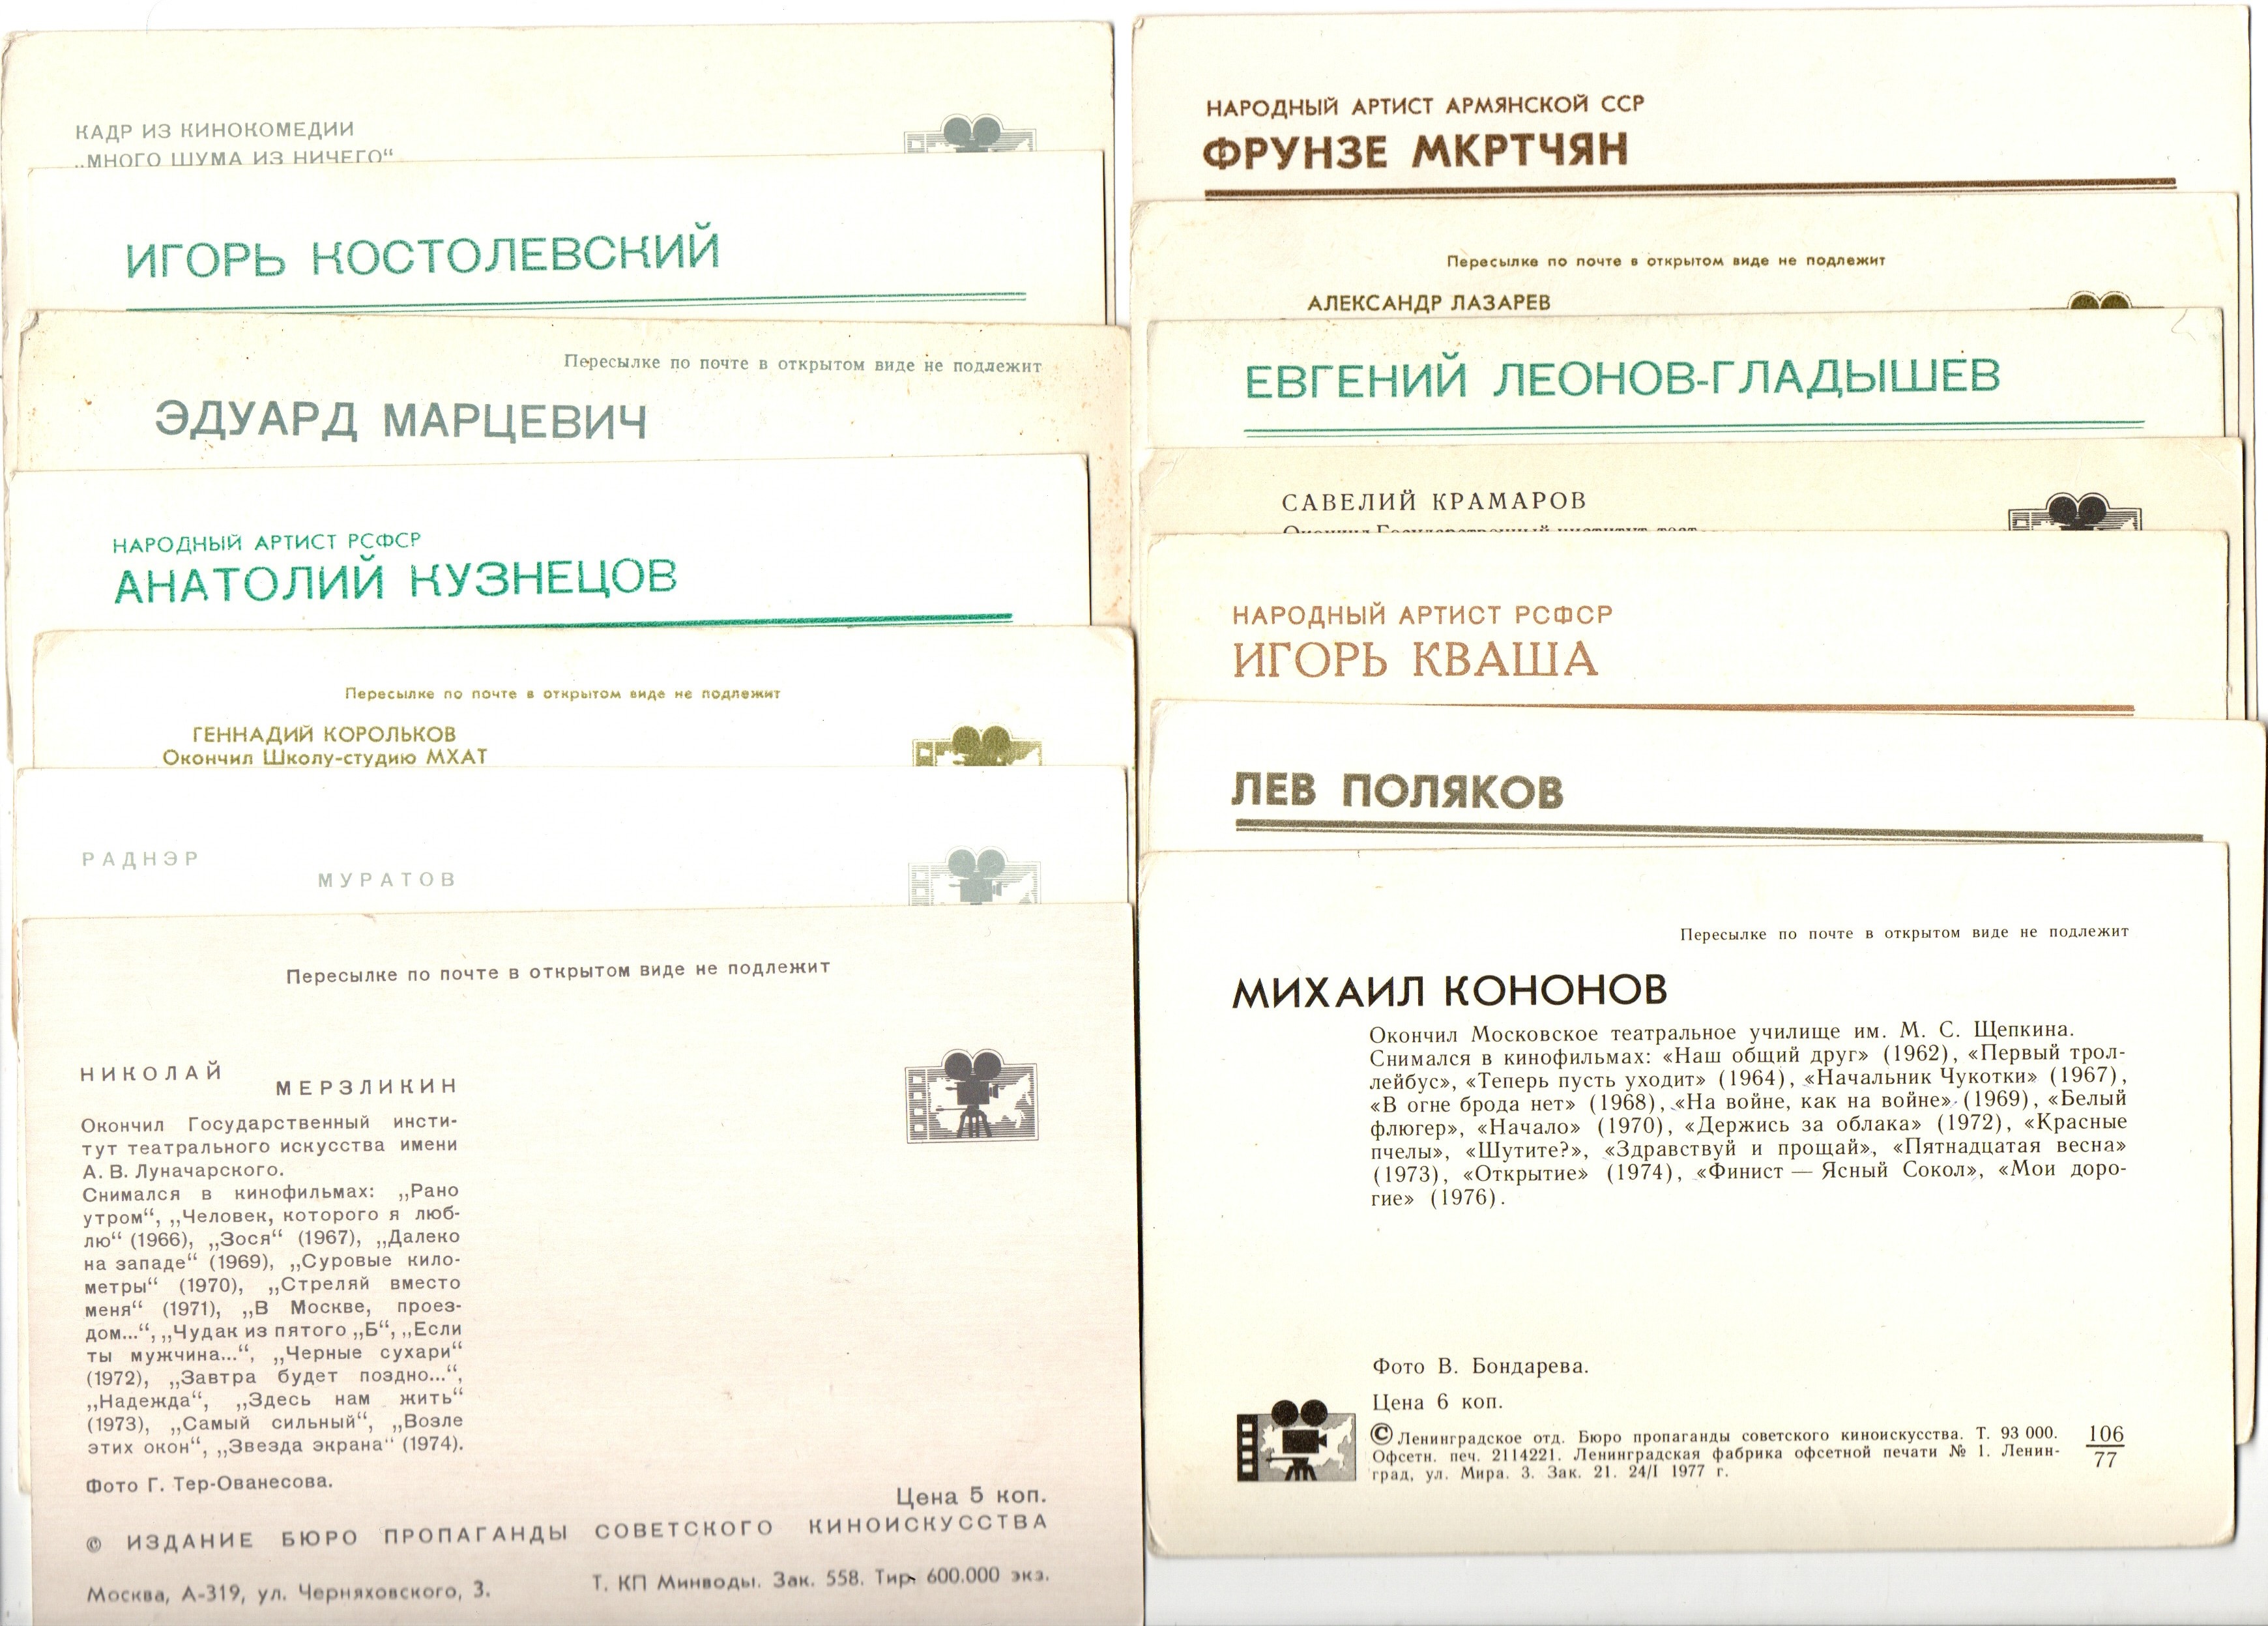 КАДР ИЗ КИНОКОМЕДИИ
„МНОГО ШУМА ИЗ НИЧЕГО“
ИГОРЬ КОСТОЛЕВСКИЙ
Пересылке по почте в открытом виде не подлежит
ЭДУАРД МАРЦЕВИЧ
НАРОДНЫЙ АРТИСТ РСФСР
АНАТОЛИЙ КУЗНЕЦОВ
Пересылке по почте в открытом виде не подлежит
ГЕННАДИЙ КОРОЛЬКОВ
Окончил Школу-студию МХАТ
РАДНЭР
МУРАТОВ
Пересылке по почте в открытом виде не подлежит
НИКОЛАЙ
МЕРЗЛИКИН
Окончил Государственный инсти-
тут театрального искусства имени
А. В. Луначарского.
Снимался в кинофильмах: „Рано
утром“, „Человек, которого я люб-
лю“ (1966), „Зося“ (1967), „Далеко
на западе“ (1969), „Суровые кило-
метры“ (1970), „Стреляй вместо
меня“ (1971), „В Москве, проез-
дом...“, „Чудак из пятого „Б“, „Если
ты мужчина...“, „Черные сухари“
(1972), „Завтра будет поздно...“,
„Надежда“, „Здесь нам жить“
(1973), „Самый сильный“, „Возле
этих окон“, „Звезда экрана“ (1974).
Фото Г. Тер-Ованесова.
Цена 5 коп.
© ИЗДАНИЕ БЮРО ПРОПАГАНДЫ СОВЕТСКОГО КИНОИСКУССТВА
Москва, А-319, ул. Черняховского, 3. Т. КП Минводы. Зак. 558. Тир. 600.000 экз.
НАРОДНЫЙ АРТИСТ АРМЯНСКОЙ ССР
ФРУНЗЕ МКРТЧЯН
Пересылке по почте в открытом виде не подлежит
АЛЕКСАНДР ЛАЗАРЕВ
ЕВГЕНИЙ ЛЕОНОВ-ГЛАДЫШЕВ
САВЕЛИЙ КРАМАРОВ
Окончил Государственный институт теат-
НАРОДНЫЙ АРТИСТ РСФСР
ИГОРЬ КВАША
ЛЕВ ПОЛЯКОВ
Пересылке по почте в открытом виде не подлежит
МИХАИЛ КОНОНОВ
Окончил Московское театральное училище им. М. С. Щепкина.
Снимался в кинофильмах: «Наш общий друг» (1962), «Первый трол-
лейбус», «Теперь пусть уходит» (1964), «Начальник Чукотки» (1967),
«В огне брода нет» (1968), «На войне, как на войне» (1969), «Белый
флюгер», «Начало» (1970), «Держись за облака» (1972), «Красные
пчелы», «Шутите?», «Здравствуй и прощай», «Пятнадцатая весна»
(1973), «Открытие» (1974), «Финист — Ясный Сокол», «Мои доро-
гие» (1976).
Фото В. Бондарева.
Цена 6 коп.
© Ленинградское отд. Бюро пропаганды советского киноискусства. Т. 93 000.
Офсетн. печ. 2114221. Ленинградская фабрика офсетной печати № 1. Ленин-
град, ул. Мира. 3. Зак. 21. 24/I 1977 г.
106
77